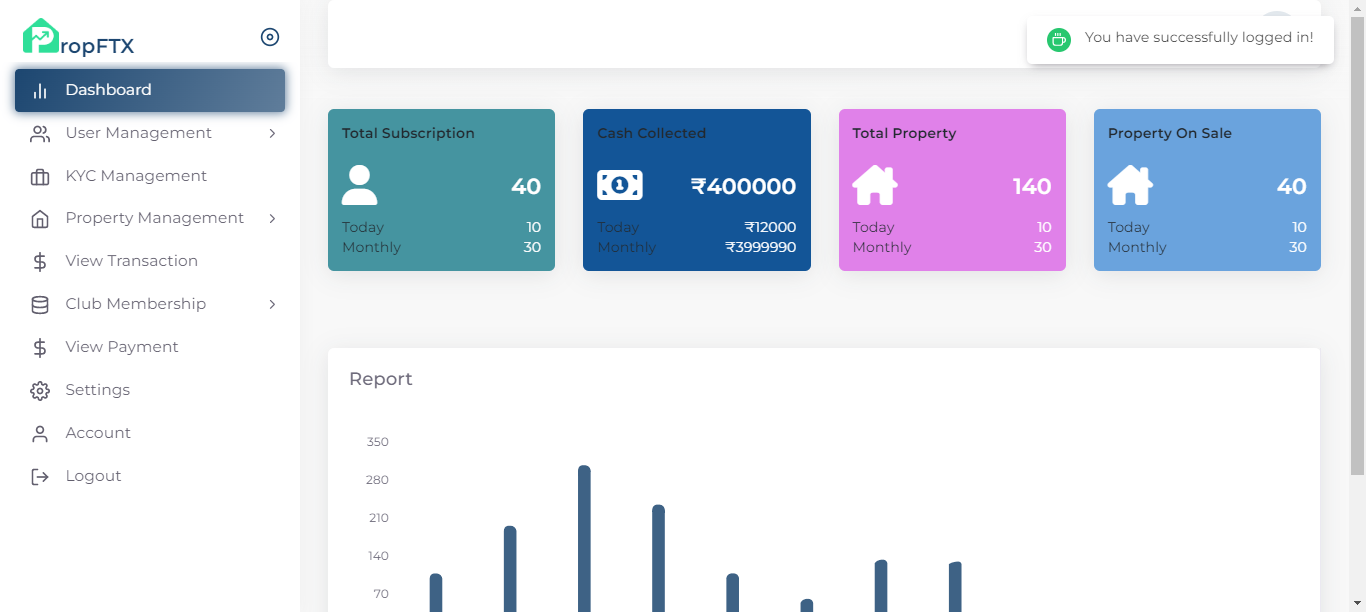 PropFTX
You have successfully logged in!
Dashboard
User Management
KYC Management
Property Management
View Transaction
Club Membership
View Payment
Settings
Account
Logout
Total Subscription
40
Today 10
Monthly 30
Cash Collected
1
₹400000
Today ₹12000
Monthly ₹3999990
Total Property
140
Today 10
Monthly 30
Property On Sale
40
Today 10
Monthly 30
Report
350
280
210
140
70